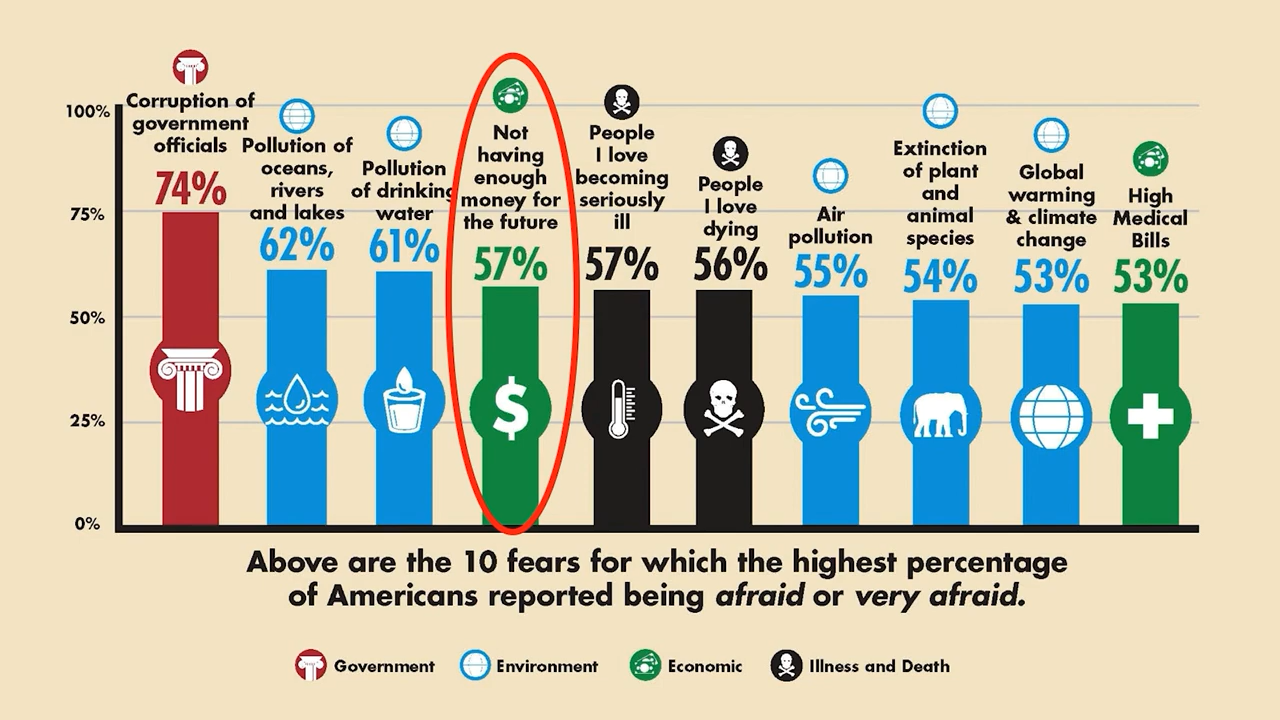 100%
75%
50%
25%
0%
Corruption of
government
officials
74%
Pollution of
oceans,
rivers
and lakes
62%
Pollution
of drinking
water
61%
Not
having
enough
money for
the future
57%
$
People
I love
becoming
seriously
ill
57%
People
I love
dying
56%
Air
pollution
55%
Extinction
of plant
and
animal
species
54%
Global
warming
& climate
change
53%
High
Medical
Bills
53%
Above are the 10 fears for which the highest percentage
of Americans reported being afraid or very afraid.
Government
Environment
Economic
Illness and Death